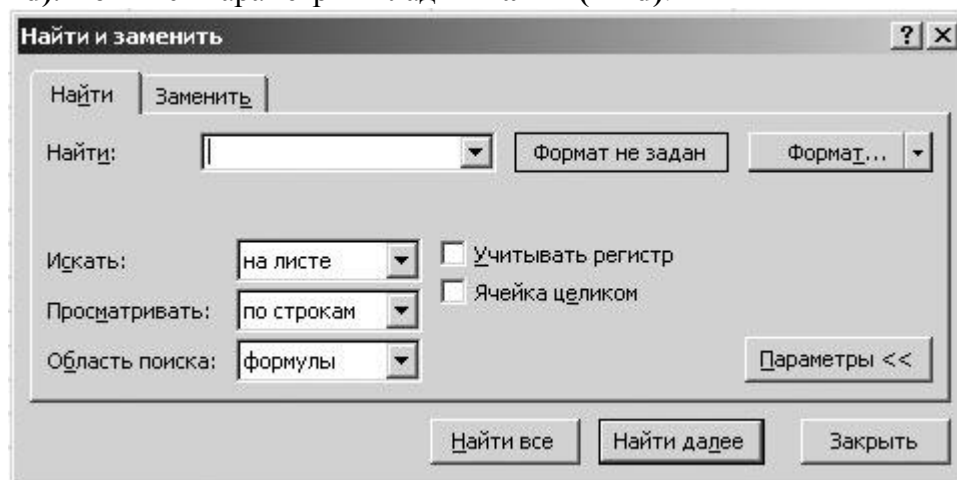 Найти и заменить
Найти Заменить
Найти: Формат не задан Формат...
Искать: на листе Учитывать регистр
Ячейка целиком
Просматривать: по строкам
Область поиска: формулы Параметры <<
Найти все Найти далее Закрыть